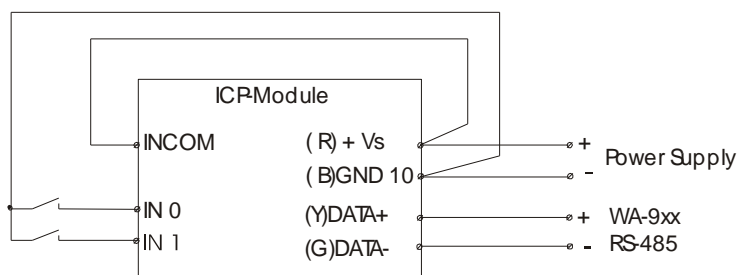 ICP-Module
INCOM
( R) + Vs
+
Power Supply
( B)GND 10
-
IN 0
(Y)DATA+
+
WA-9xx
IN 1
(G)DATA-
-
RS-485